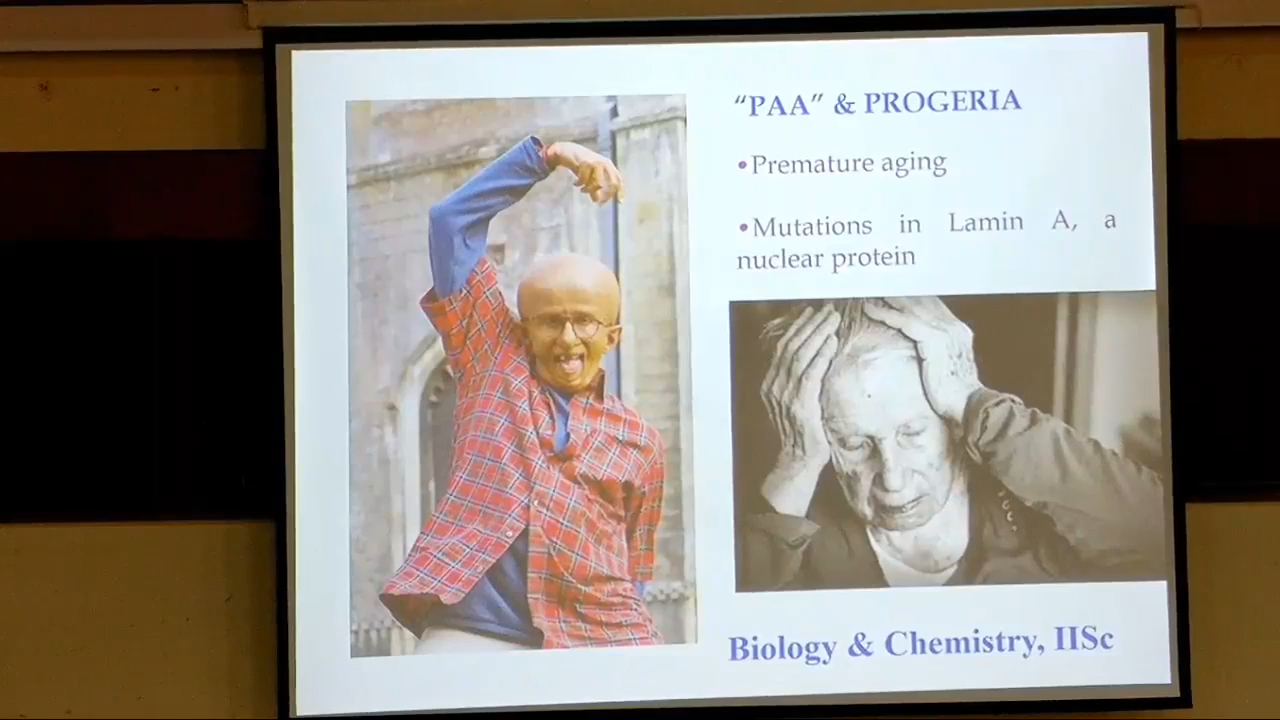 “PAA” & PROGERIA
•Premature aging
•Mutations in Lamin A, a
nuclear protein
Biology & Chemistry, IISc